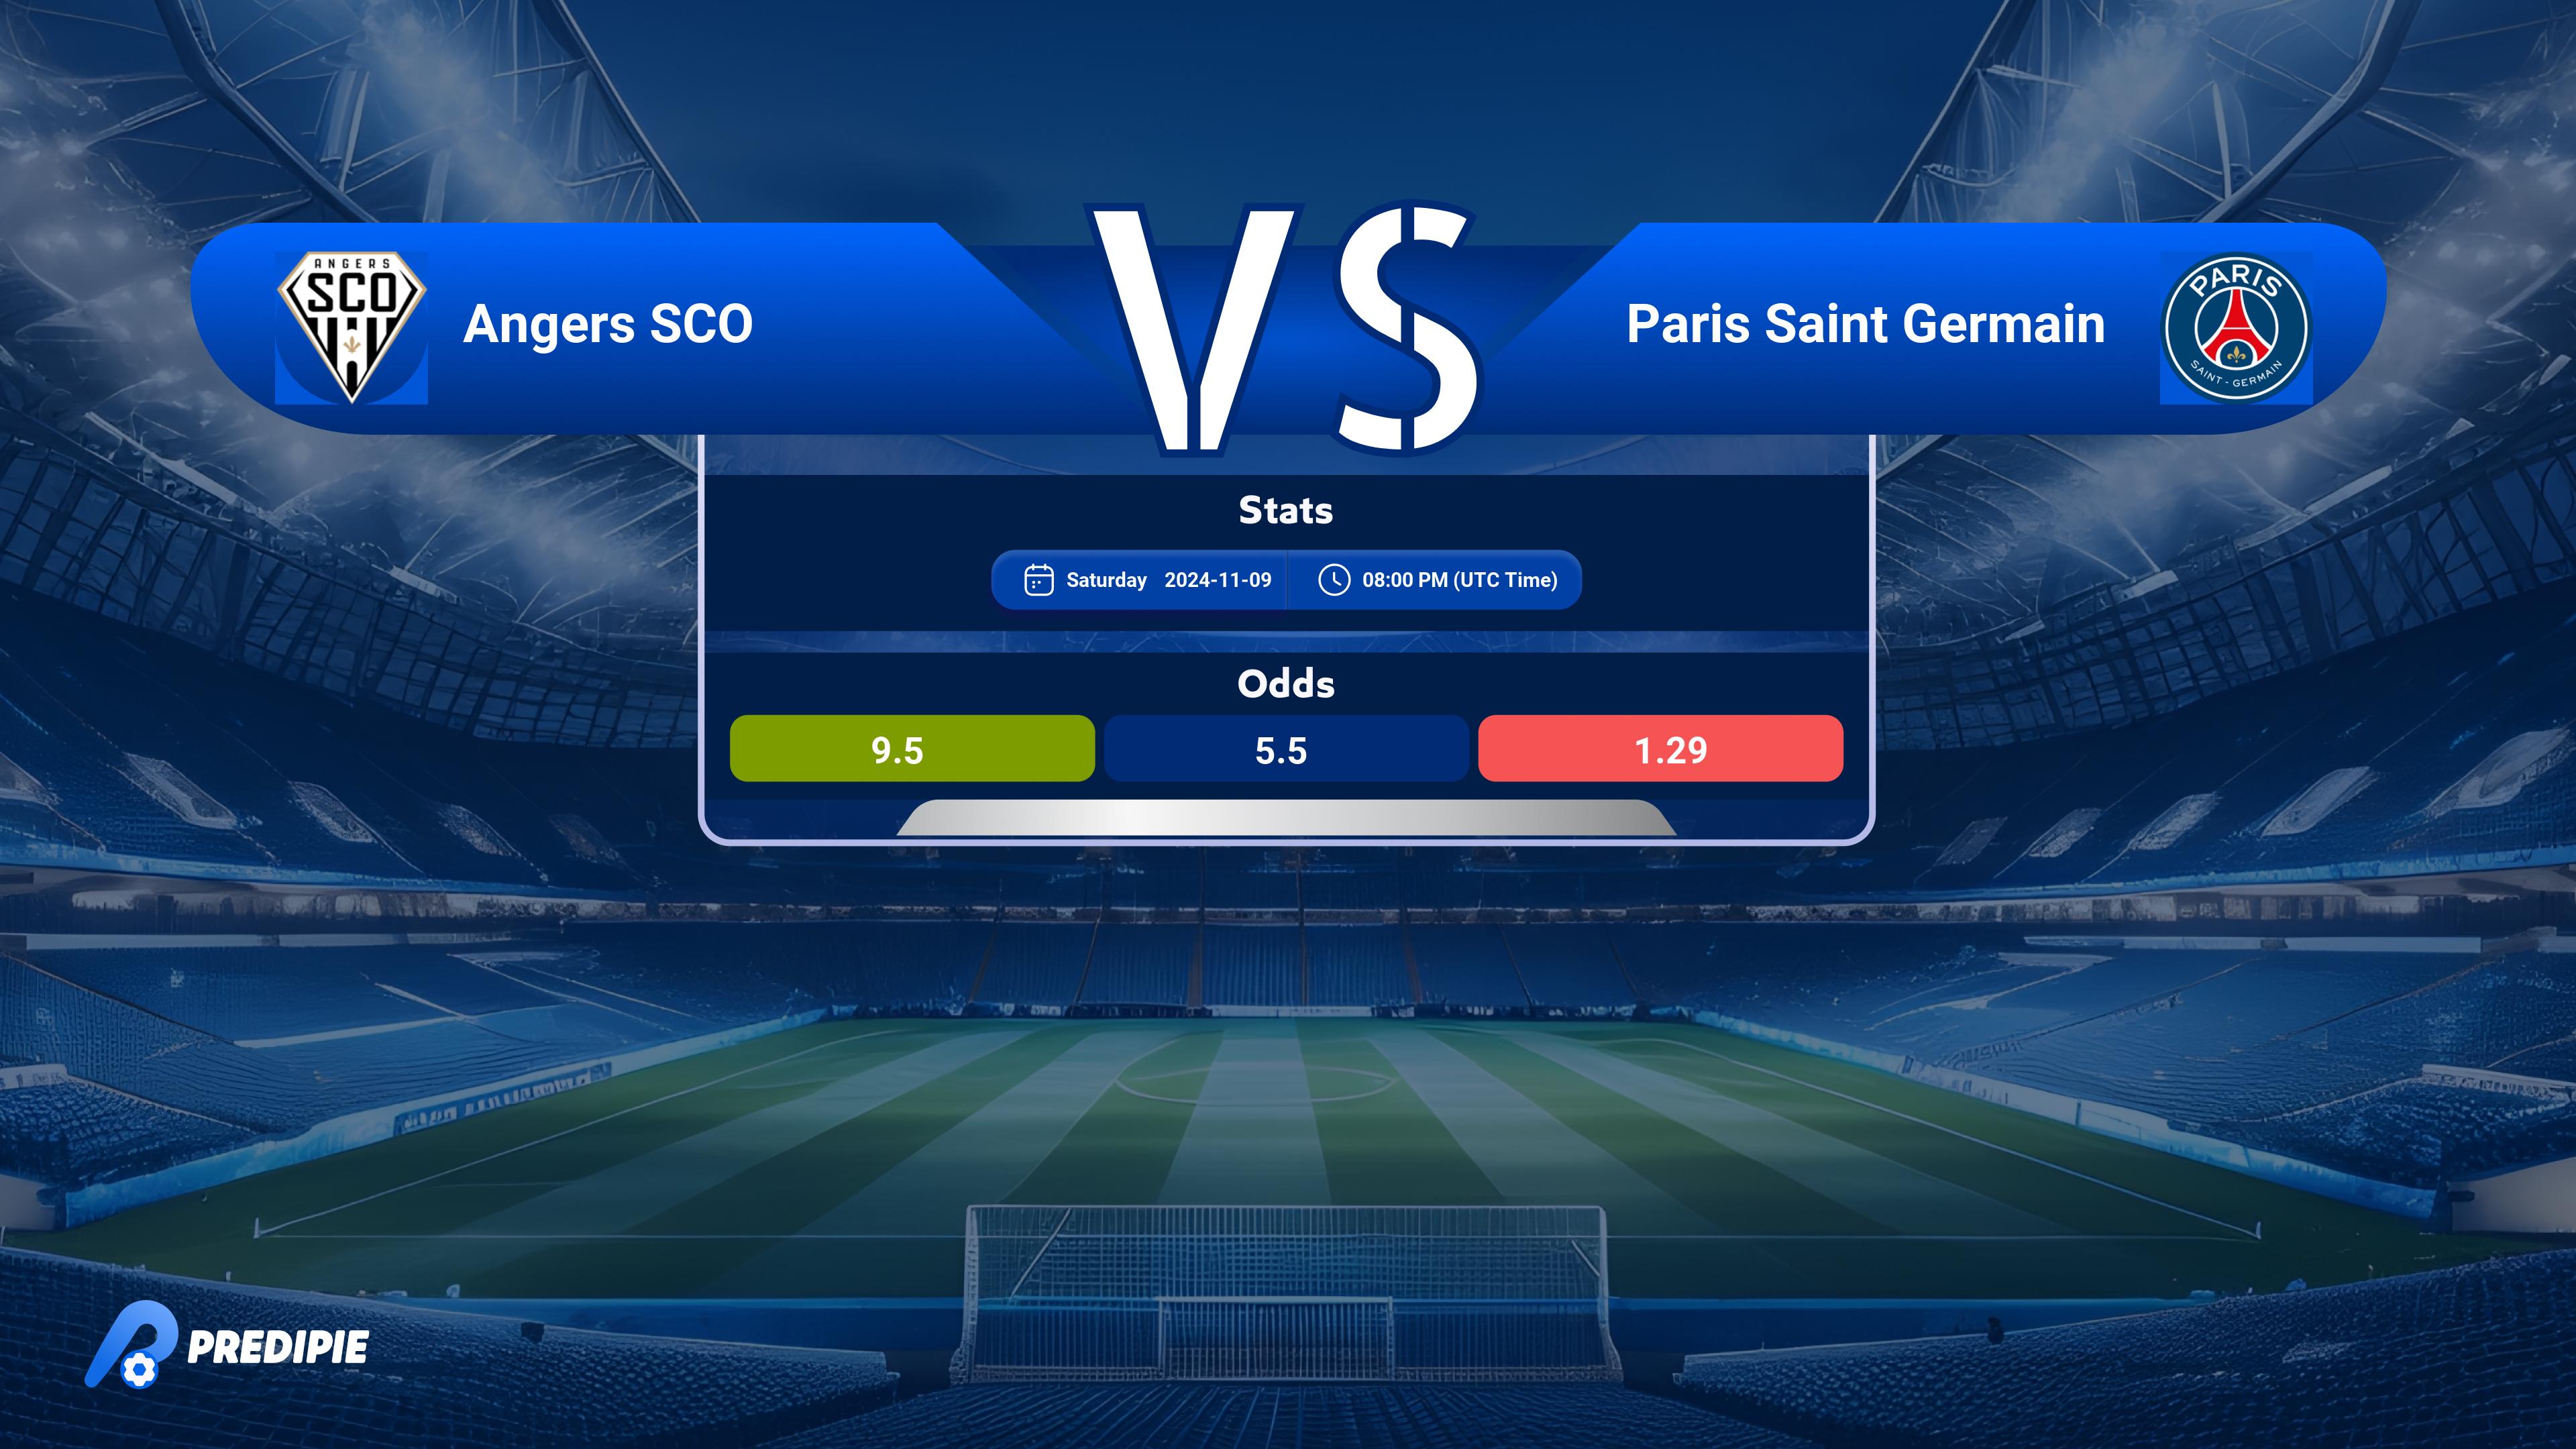 ANGERS
SCO
Angers SCO
VS
Paris Saint Germain
PARIS
SAINT - GERMAIN
Stats
Saturday 2024-11-09
08:00 PM (UTC Time)
Odds
9.5 5.5 1.29
PREDIPIE